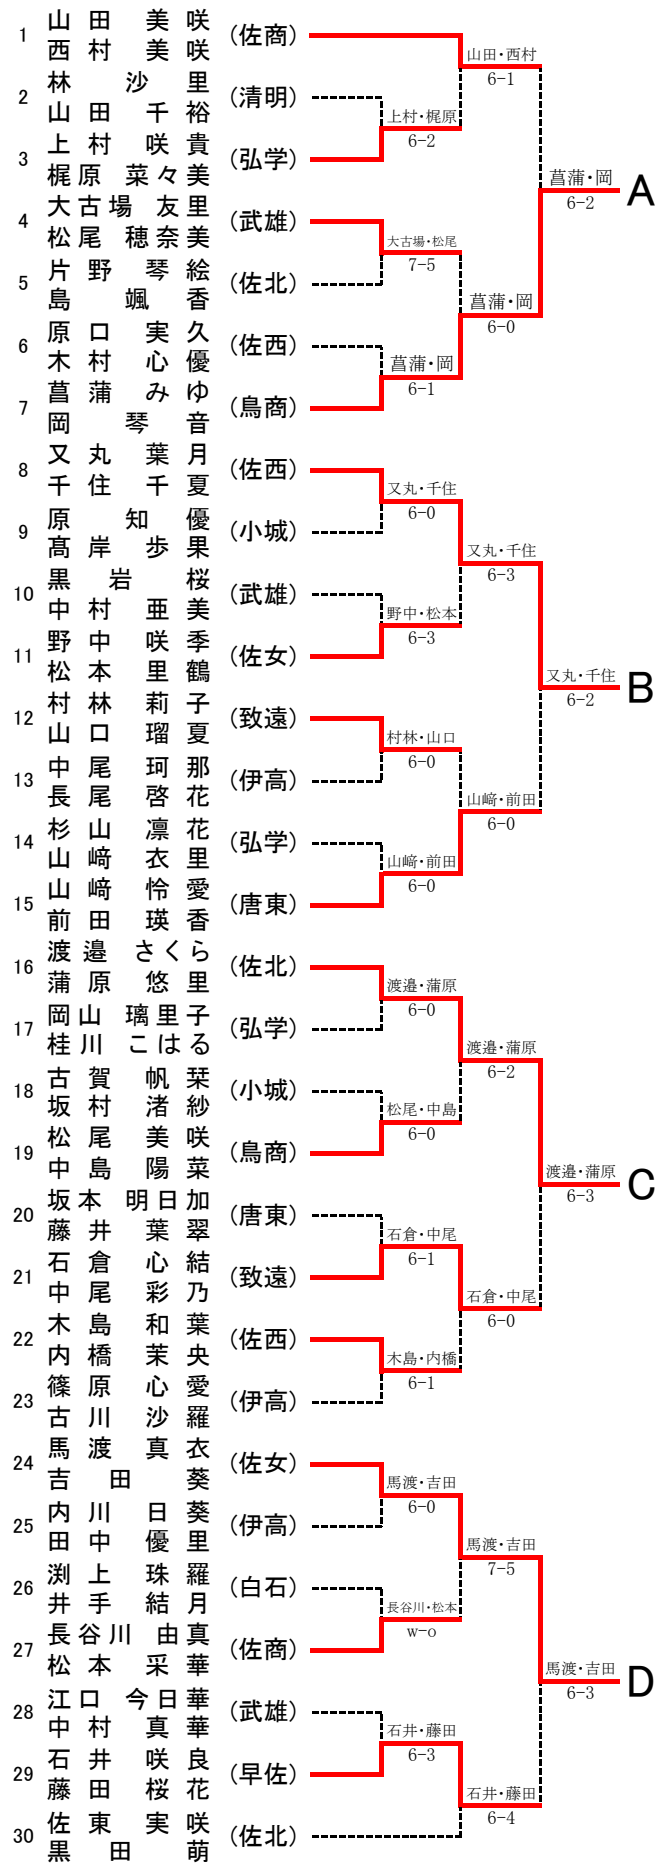 1 山田 美咲 (佐商)
西村 美咲
山田・西村
6-1
2 林 沙里 (清明)
山田 千裕
上村・梶原
6-2
3 上村 咲貴 (弘学)
梶原 菜々美
菖蒲・岡 A
6-2
4 大古場 友里 (武雄)
松尾 穂奈美
大古場・松尾
7-5
5 片野 琴絵 (佐北)
島 颯香
菖蒲・岡
6-0
6 原口 実久 (佐西)
木村 心優
菖蒲・岡
6-1
7 菖蒲 みゆ (鳥商)
岡 琴音
8 又丸 葉月 (佐西)
千住 千夏
又丸・千住
6-0
9 原 知優 (小城)
髙岸 歩果
又丸・千住
6-3
10 黒岩 桜 (武雄)
中村 亜美
野中・松本
6-3
11 野中 咲季 (佐女)
松本 里鶴
又丸・千住 B
6-2
12 村林 莉子 (致遠)
山口 瑠夏
村林・山口
6-0
13 中尾 珂那 (伊高)
長尾 啓花
山﨑・前田
6-0
14 杉山 凛花 (弘学)
山﨑 衣里
山﨑・前田
6-0
15 山﨑 怜愛 (唐東)
前田 瑛香
16 渡邉 さくら (佐北)
蒲原 悠里
渡邉・蒲原
6-0
17 岡山 璃里子 (弘学)
桂川 こはる
渡邉・蒲原
6-2
18 古賀 帆栞 (小城)
坂村 渚紗
松尾・中島
6-0
19 松尾 美咲 (鳥商)
中島 陽菜
渡邉・蒲原 C
6-3
20 坂本 明日加 (唐東)
藤井 葉翠
石倉・中尾
6-1
21 石倉 心結 (致遠)
中尾 彩乃
石倉・中尾
6-0
22 木島 和葉 (佐西)
内橋 茉央
木島・内橋
6-1
23 篠原 心愛 (伊高)
古川 沙羅
24 馬渡 真衣 (佐女)
吉田 葵
馬渡・吉田
6-0
25 内川 日葵 (伊高)
田中 優里
馬渡・吉田
7-5
26 渕上 珠羅 (白石)
井手 結月
長谷川・松本
w-o
27 長谷川 由真 (佐商)
松本 采華
馬渡・吉田 D
6-3
28 江口 今日華 (武雄)
中村 真華
石井・藤田
6-3
29 石井 咲良 (早佐)
藤田 桜花
石井・藤田
6-4
30 佐東 実咲 (佐北)
黒田 萌